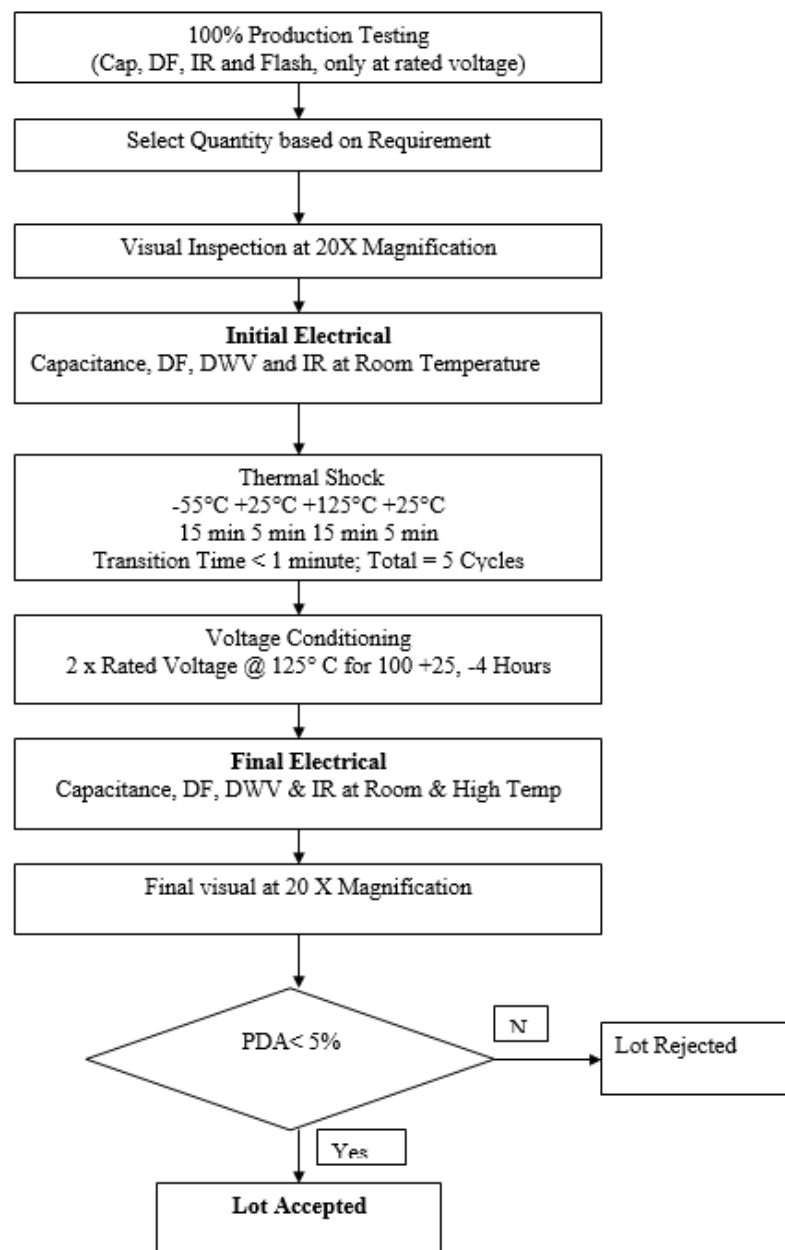 100% Production Testing
(Cap, DF, IR and Flash, only at rated voltage)
Select Quantity based on Requirement
Visual Inspection at 20X Magnification
Initial Electrical
Capacitance, DF, DWV and IR at Room Temperature
Thermal Shock
-55°C +25°C +125°C +25°C
15 min 5 min 15 min 5 min
Transition Time < 1 minute; Total = 5 Cycles
Voltage Conditioning
2 x Rated Voltage @ 125° C for 100 +25, -4 Hours
Final Electrical
Capacitance, DF, DWV & IR at Room & High Temp
Final visual at 20 X Magnification
PDA< 5%
N
Lot Rejected
Yes
Lot Accepted